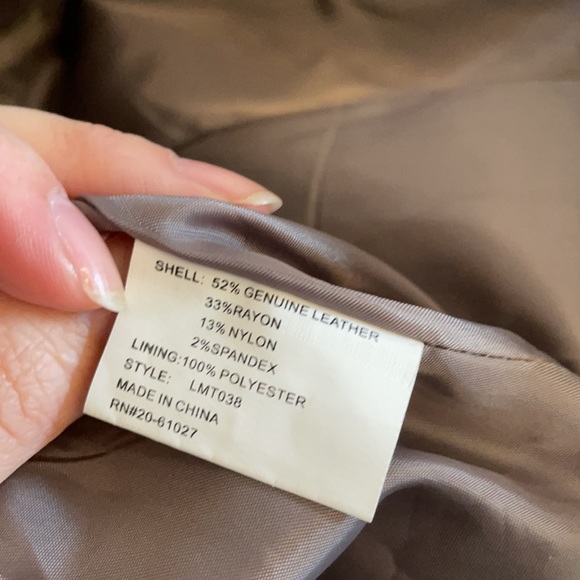 SHELL: 52% GENUINE LEATHER
33%RAYON
13% NYLON
2%SPANDEX
LINING:100% POLYESTER
STYLE: LMT038
MADE IN CHINA
RN#20-61027